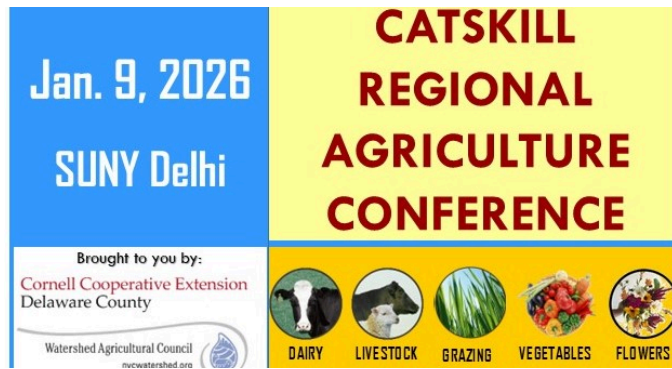 Jan. 9, 2026
SUNY Delhi
CATSKILL
REGIONAL
AGRICULTURE
CONFERENCE
Brought to you by:
Cornell Cooperative Extension
Delaware County
Watershed Agricultural Council
nycwatershed.org
DAIRY
LIVESTOCK
GRAZING
VEGETABLES
FLOWERS